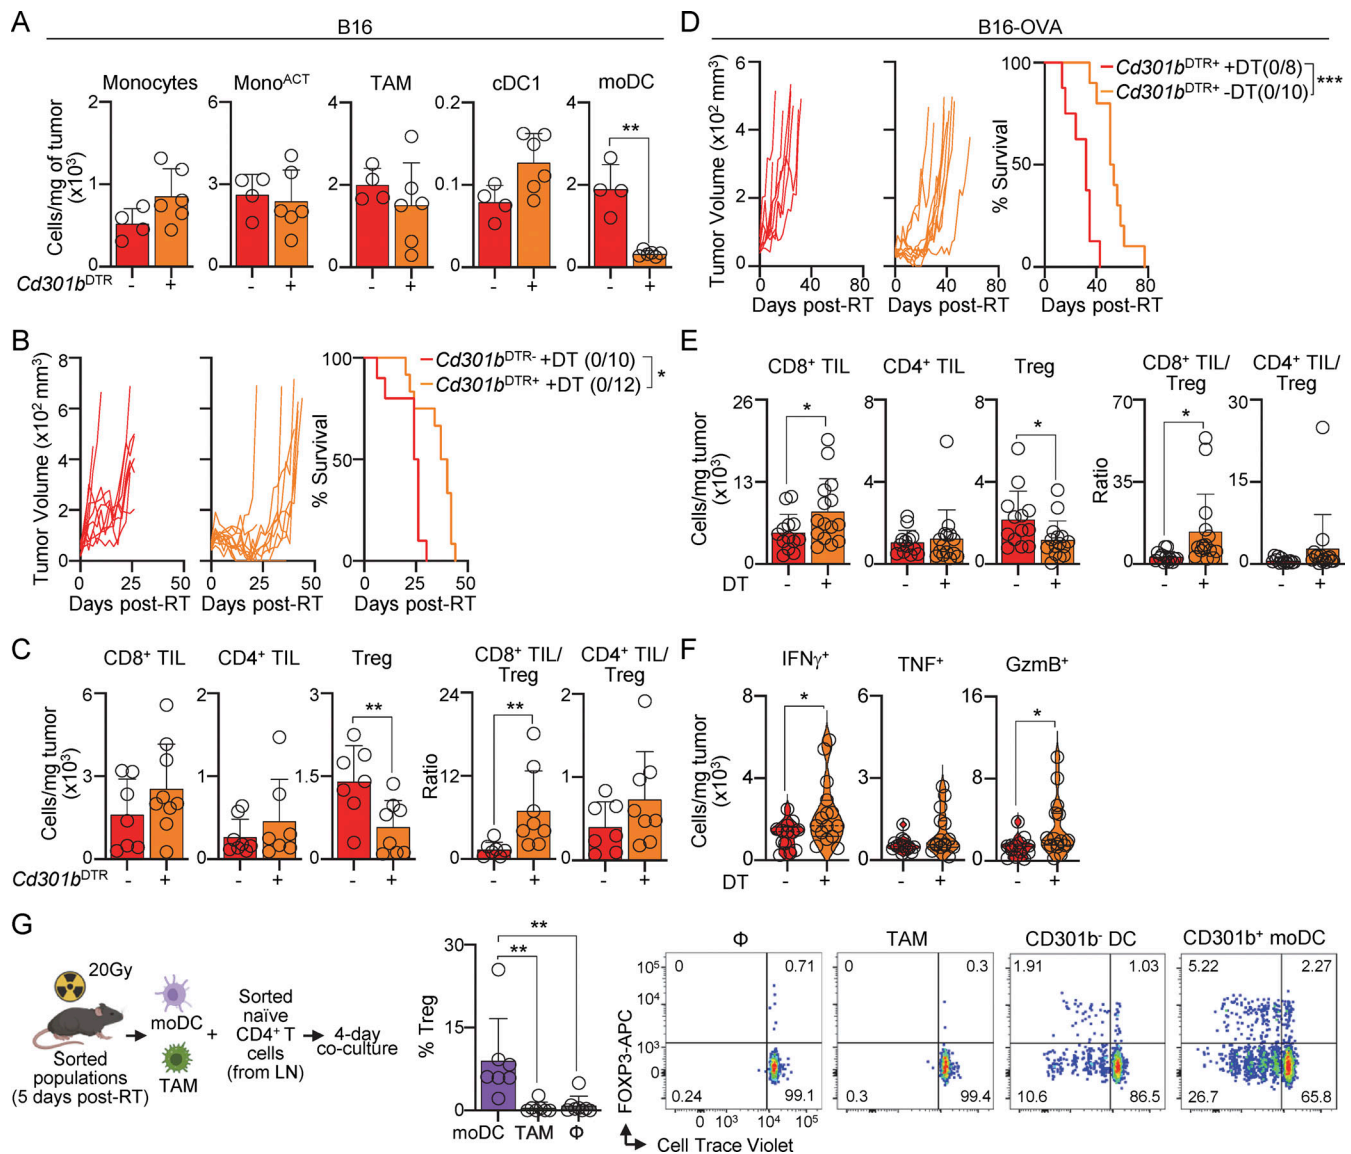 A
B16
Monocytes
Mono^ACT
TAM
cDC1
moDC
Cells/mg of tumor
(x10³)
2
1
0
6
3
0
4
2
0
0.2
0.1
0
4
2
0
**
Cd301b^DTR
- + - + - + - + - +
B
Tumor Volume (x10² mm³)
8
6
4
2
0
0 25 50
0 25 50
Days post-RT
Days post-RT
% Survival
100
50
0
0 25 50
Days post-RT
Cd301b^DTR- +DT (0/10)
Cd301b^DTR+ +DT (0/12)
*
C
CD8⁺ TIL
CD4⁺ TIL
Treg
CD8⁺ TIL/
Treg
CD4⁺ TIL/
Treg
Cells/mg tumor
(x10³)
6
3
0
2
1
0
3
1.5
0
**
Ratio
24
12
0
**
2
1
0
Cd301b^DTR
- + - + - + - + - +
D
B16-OVA
Tumor Volume (x10² mm³)
6
4
2
0
0 40 80
0 40 80
Days post-RT
Days post-RT
% Survival
100
50
0
0 40 80
Days post-RT
Cd301b^DTR+ +DT(0/8)
Cd301b^DTR+ -DT(0/10)
***
E
CD8⁺ TIL
CD4⁺ TIL
Treg
CD8⁺ TIL/
Treg
CD4⁺ TIL/
Treg
Cells/mg tumor
(x10³)
26
13
0
*
8
4
0
8
4
0
*
Ratio
70
35
0
*
30
15
0
DT
- + - + - + - + - +
F
IFNγ⁺
TNF⁺
GzmB⁺
Cells/mg tumor
(x10³)
4
2
0
*
6
3
0
16
8
0
*
DT
- + - + - +
G
20Gy
Sorted
populations
(5 days post-RT)
moDC
TAM
+
Sorted
naïve
CD4⁺ T
cells
(from LN)
4-day
co-culture
% Treg
30
15
0
**
**
moDC TAM Φ
Φ
TAM
CD301b⁻ DC
CD301b⁺ moDC
FOXP3-APC
10⁵
10⁴
10³
0
0 0.71
0.24 99.1
0 10³ 10⁴ 10⁵
0 0.3
0.3 99.4
1.91 1.03
10.6 86.5
5.22 2.27
26.7 65.8
Cell Trace Violet